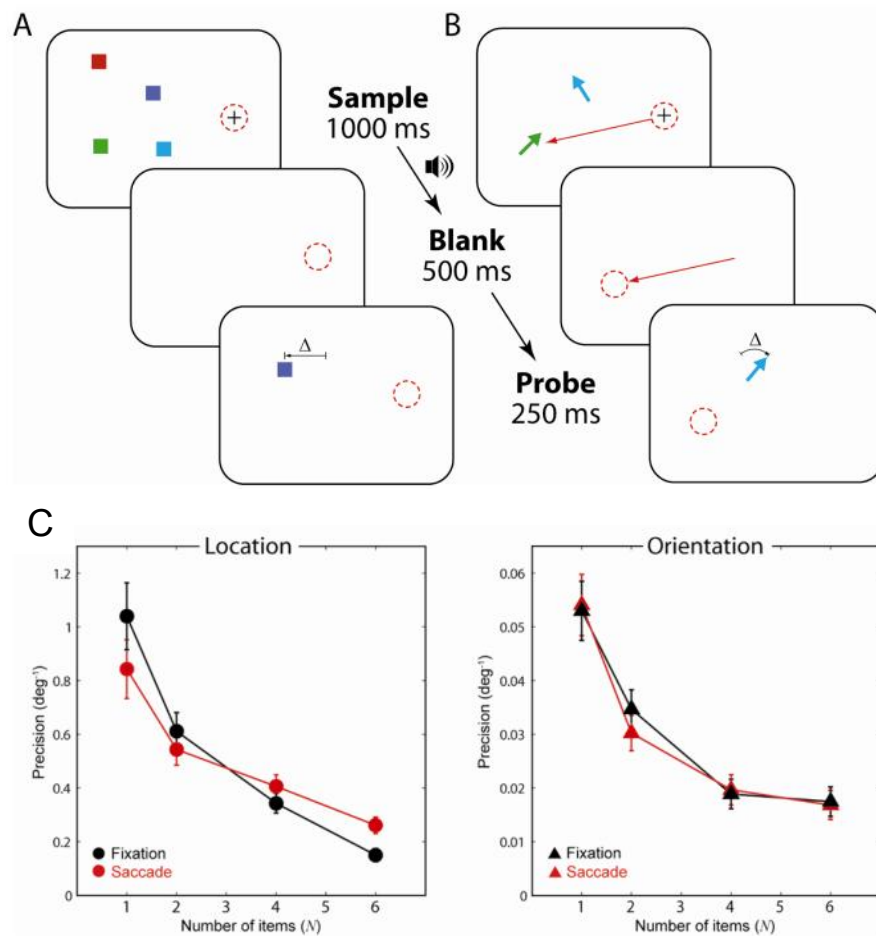 A
B
Sample
1000 ms
Blank
500 ms
Δ
Probe
250 ms
Δ
C
Location
Precision (deg⁻¹)
1.2
1
0.8
0.6
0.4
0.2
0
Fixation
Saccade
1 2 3 4 5 6
Number of items (N)
Orientation
Precision (deg⁻¹)
0.06
0.05
0.04
0.03
0.02
0.01
0
Fixation
Saccade
1 2 3 4 5 6
Number of items (N)